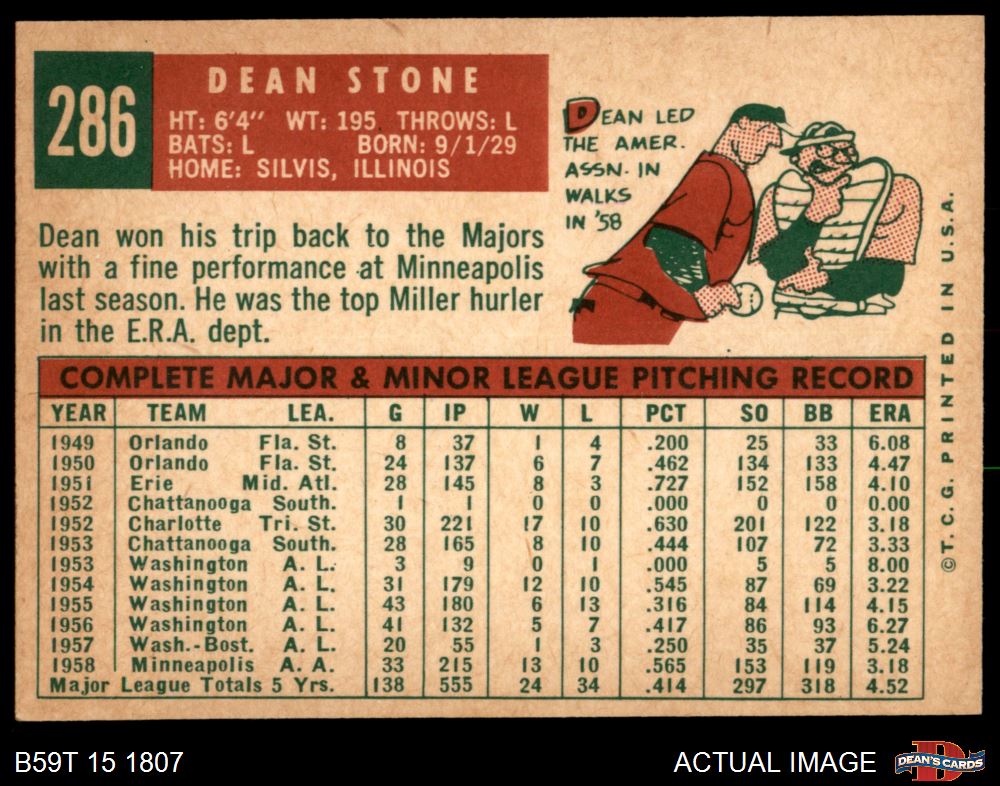 286
DEAN STONE
HT: 6'4" WT: 195. THROWS: L
BATS: L BORN: 9/1/29
HOME: SILVIS, ILLINOIS
DEAN LED
THE AMER.
ASSN. IN
WALKS
IN '58
Dean won his trip back to the Majors
with a fine performance at Minneapolis
last season. He was the top Miller hurler
in the E.R.A. dept.
COMPLETE MAJOR & MINOR LEAGUE PITCHING RECORD
YEAR TEAM LEA. G IP W L PCT SO BB ERA
1949 Orlando Fla. St. 8 37 1 4 .200 25 33 6.08
1950 Orlando Fla. St. 24 137 6 7 .462 134 133 4.47
1951 Erie Mid. Atl. 28 145 8 3 .727 152 158 4.10
1952 Chattanooga South. 1 1 0 0 .000 0 0 0.00
1952 Charlotte Tri. St. 30 221 17 10 .630 201 122 3.18
1953 Chattanooga South. 28 165 8 10 .444 107 72 3.33
1953 Washington A. L. 3 9 0 1 .000 5 5 8.00
1954 Washington A. L. 31 179 12 10 .545 87 69 3.22
1955 Washington A. L. 43 180 6 13 .316 84 114 4.15
1956 Washington A. L. 41 132 5 7 .417 86 93 6.27
1957 Wash.-Bost. A. L. 20 55 1 3 .250 35 37 5.24
1958 Minneapolis A. A. 33 215 13 10 .565 153 119 3.18
Major League Totals 5 Yrs. 138 555 24 34 .414 297 318 4.52
©T. C. G. PRINTED IN U.S.A.
B59T 15 1807
ACTUAL IMAGE
D
DEAN'S CARDS